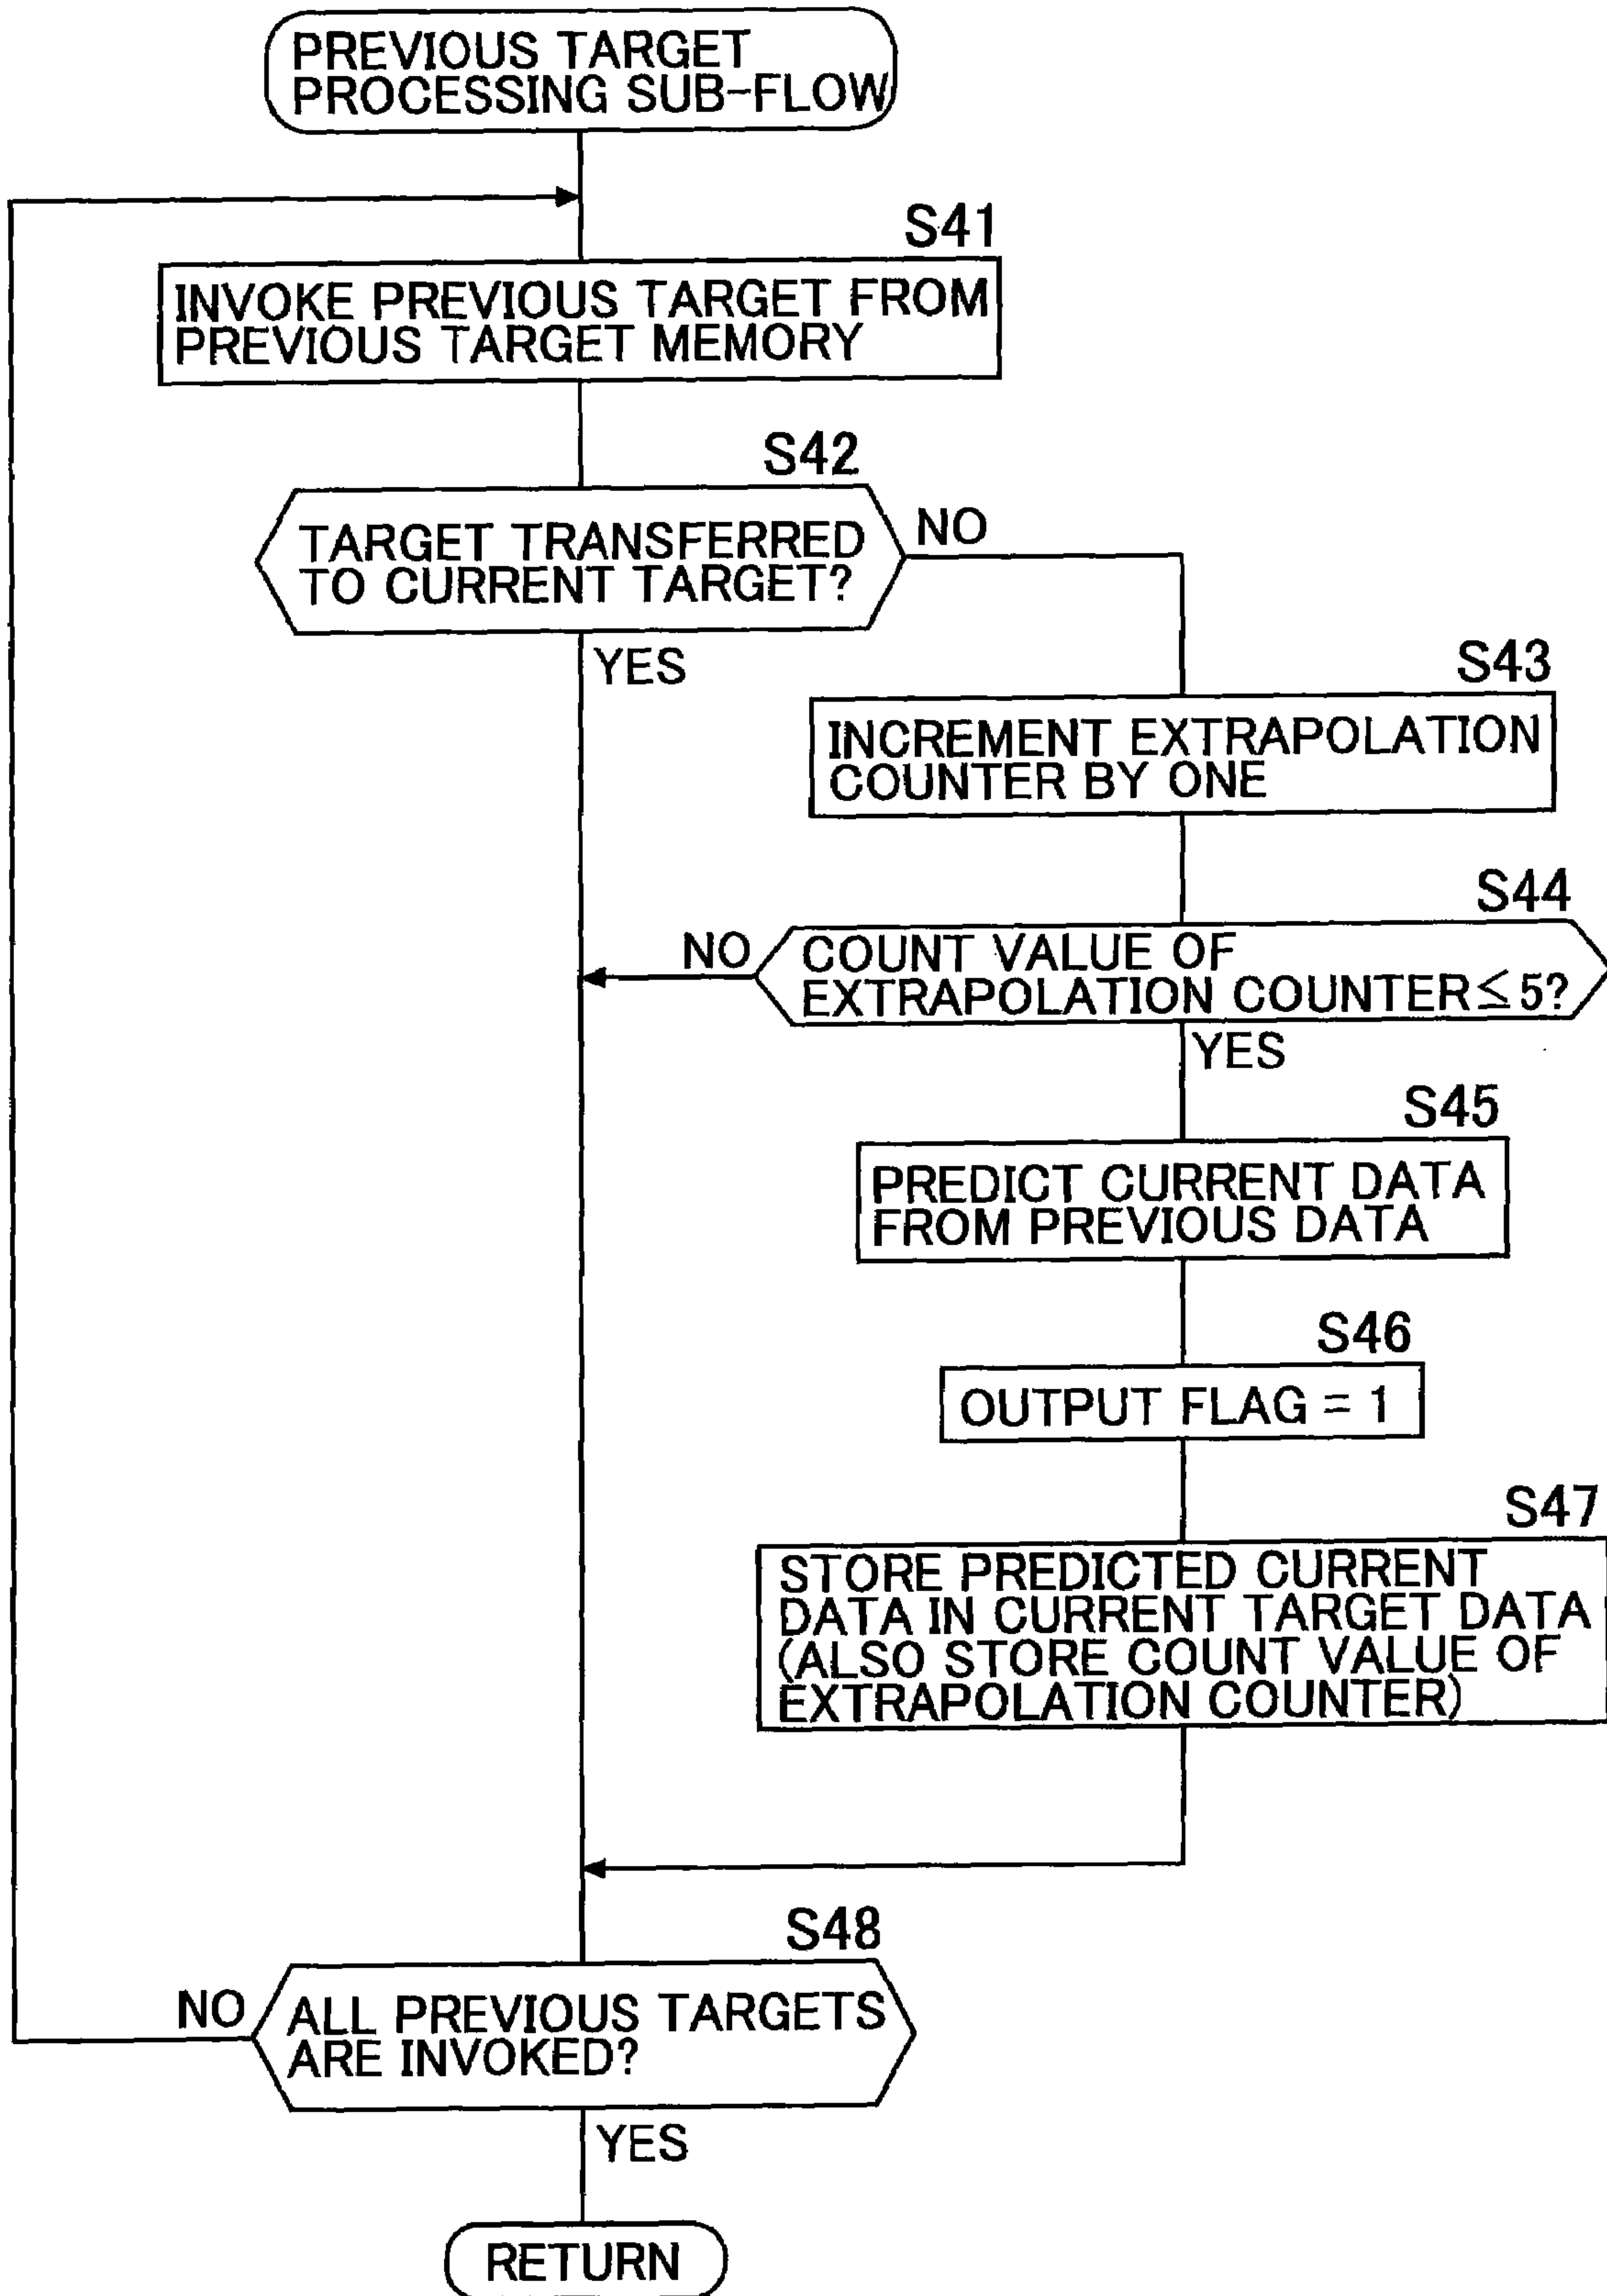 PREVIOUS TARGET
PROCESSING SUB-FLOW
S41
INVOKE PREVIOUS TARGET FROM
PREVIOUS TARGET MEMORY
S42
TARGET TRANSFERRED
TO CURRENT TARGET?
NO
YES
S43
INCREMENT EXTRAPOLATION
COUNTER BY ONE
S44
NO
COUNT VALUE OF
EXTRAPOLATION COUNTER≤5?
YES
S45
PREDICT CURRENT DATA
FROM PREVIOUS DATA
S46
OUTPUT FLAG = 1
S47
STORE PREDICTED CURRENT
DATA IN CURRENT TARGET DATA
(ALSO STORE COUNT VALUE OF
EXTRAPOLATION COUNTER)
S48
NO
ALL PREVIOUS TARGETS
ARE INVOKED?
YES
RETURN